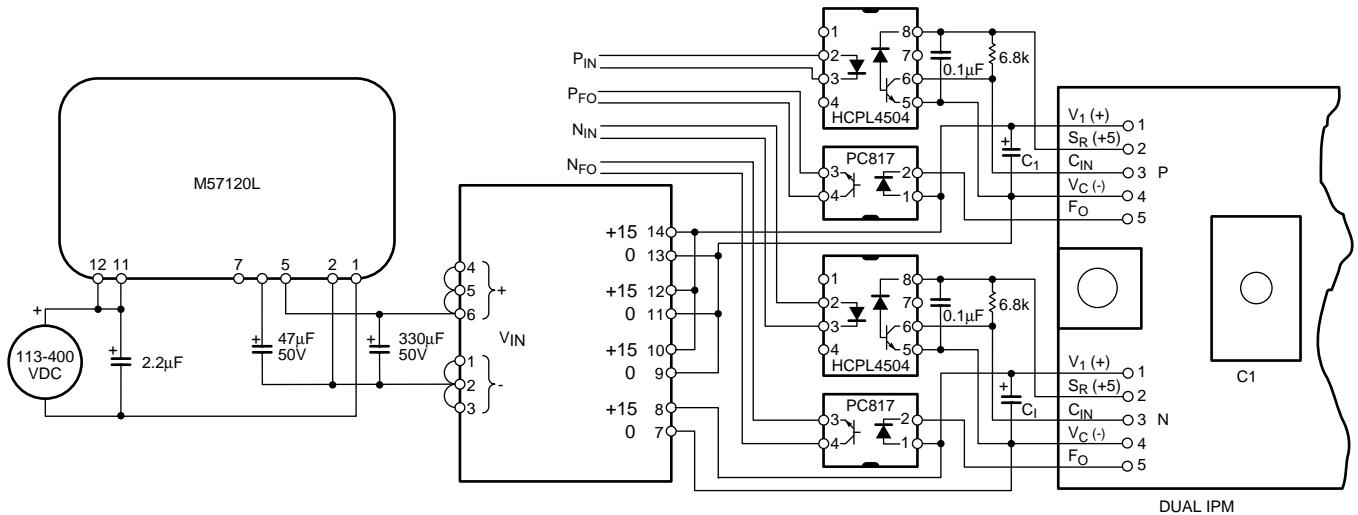 M57120L
12 11 7 5 2 1
+
113-400
VDC
+
2.2μF
+
47μF
50V
+
330μF
50V
4
5
6
+
VIN
1
2
3
-
+15 14
0 13
+15 12
0 11
+15 10
0 9
+15 8
0 7
PIN
PFO
NIN
NFO
1
2
3
4
8
7
6
5
HCPL4504
0.1μF
6.8k
PC817
3
4
2
1
+
C1
1
2
3
4
8
7
6
5
HCPL4504
0.1μF
6.8k
PC817
3
4
2
1
+
CI
V1 (+) 1
SR (+5) 2
CIN 3 P
VC (-) 4
FO 5
C1
V1 (+) 1
SR (+5) 2
CIN 3 N
VC (-) 4
FO 5
DUAL IPM